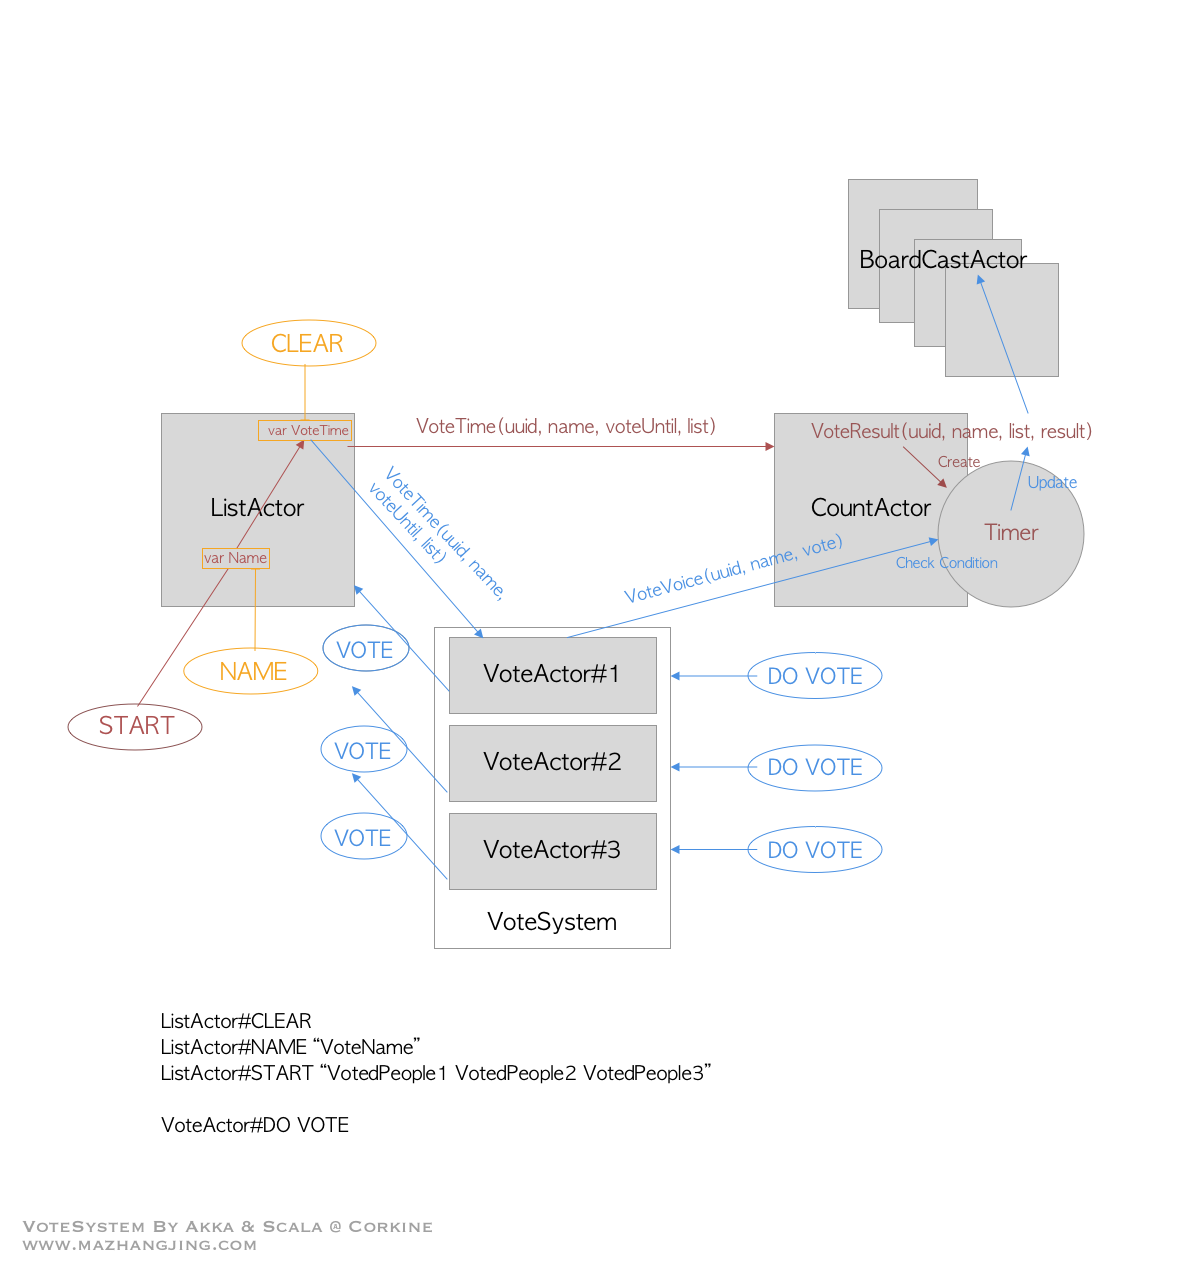 BoardCastActor
CLEAR
var VoteTime
VoteTime(uuid, name, voteUntil, list)
VoteResult(uuid, name, list, result)
Create
Update
ListActor
VoteTime(uuid, name,
voteUntil, list)
CountActor
Timer
var Name
VoteVoice(uuid, name, vote)
Check Condition
VOTE
NAME
VoteActor#1
DO VOTE
START
VOTE
VoteActor#2
DO VOTE
VOTE
VoteActor#3
DO VOTE
VoteSystem
ListActor#CLEAR
ListActor#NAME “VoteName”
ListActor#START “VotedPeople1 VotedPeople2 VotedPeople3”
VoteActor#DO VOTE
VoteSystem By Akka & Scala @ Corkine
www.mazhangjing.com